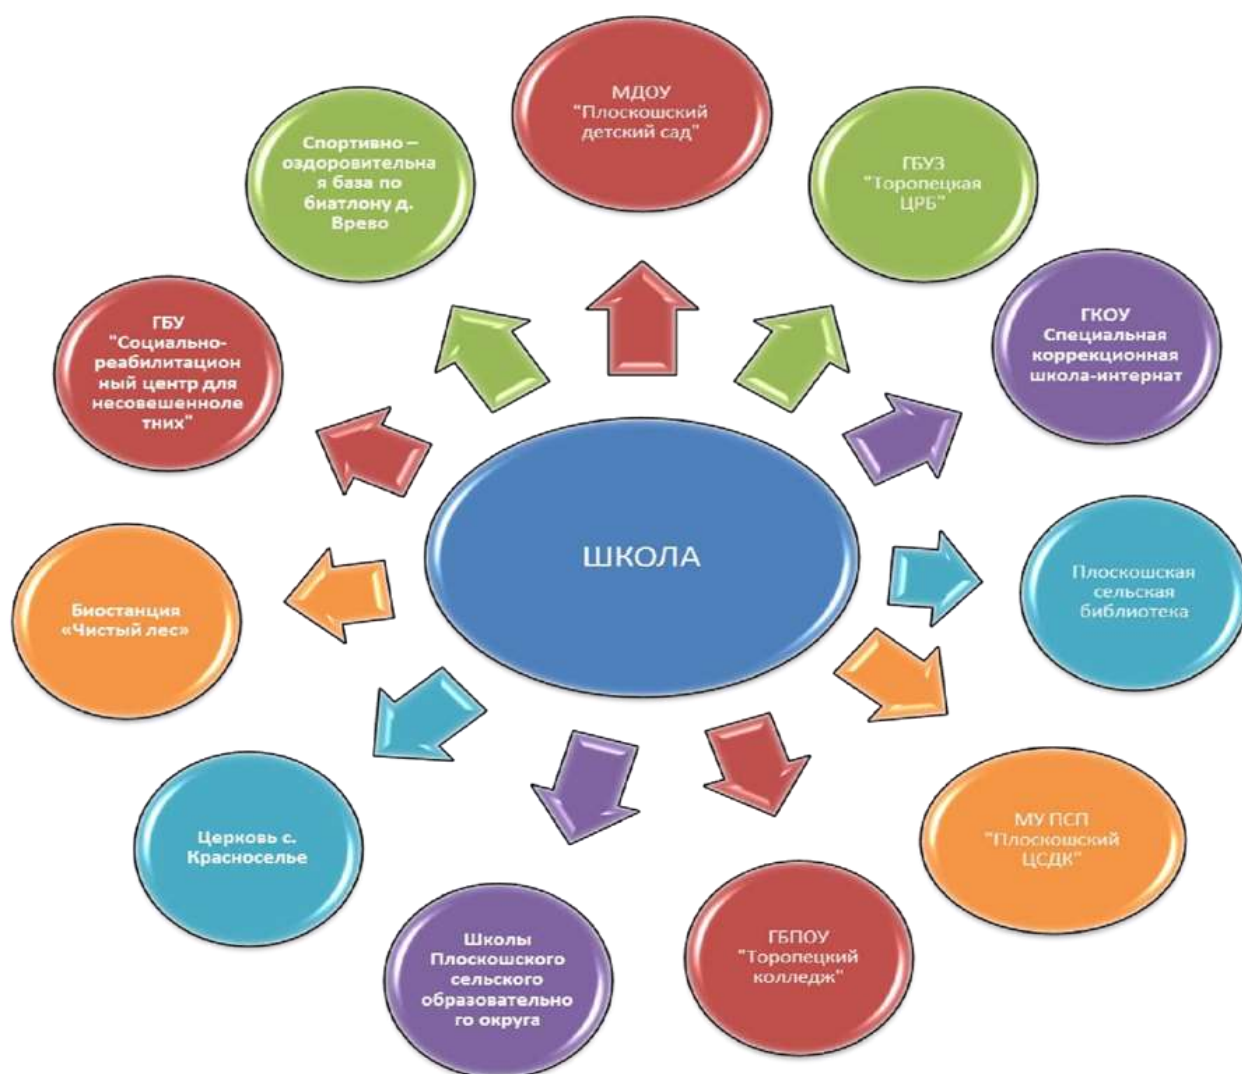 МДОУ
"Плоскошский
детский сад"
ГБУЗ
"Торопецкая
ЦРБ"
ГКОУ
Специальная
коррекционная
школа-интернат
Плоскошская
сельская
библиотека
МУ ПСП
"Плоскошский
ЦСДК"
ГБПОУ
"Торопецкий
колледж"
Школы
Плоскошского
сельского
образовательно
го округа
Церковь с.
Красноселье
Биостанция
«Чистый лес»
ГБУ
"Социально-
реабилитацион
ный центр для
несовешенноле
тних"
Спортивно –
оздоровительна
я база по
биатлону д.
Врево
ШКОЛА